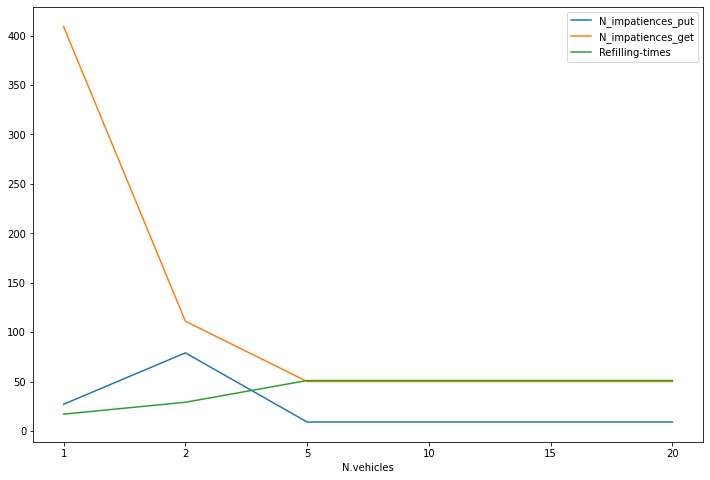 N_impatiences_put
N_impatiences_get
Refilling-times
400
350
300
250
200
150
100
50
0
1 2 5 10 15 20
N.vehicles